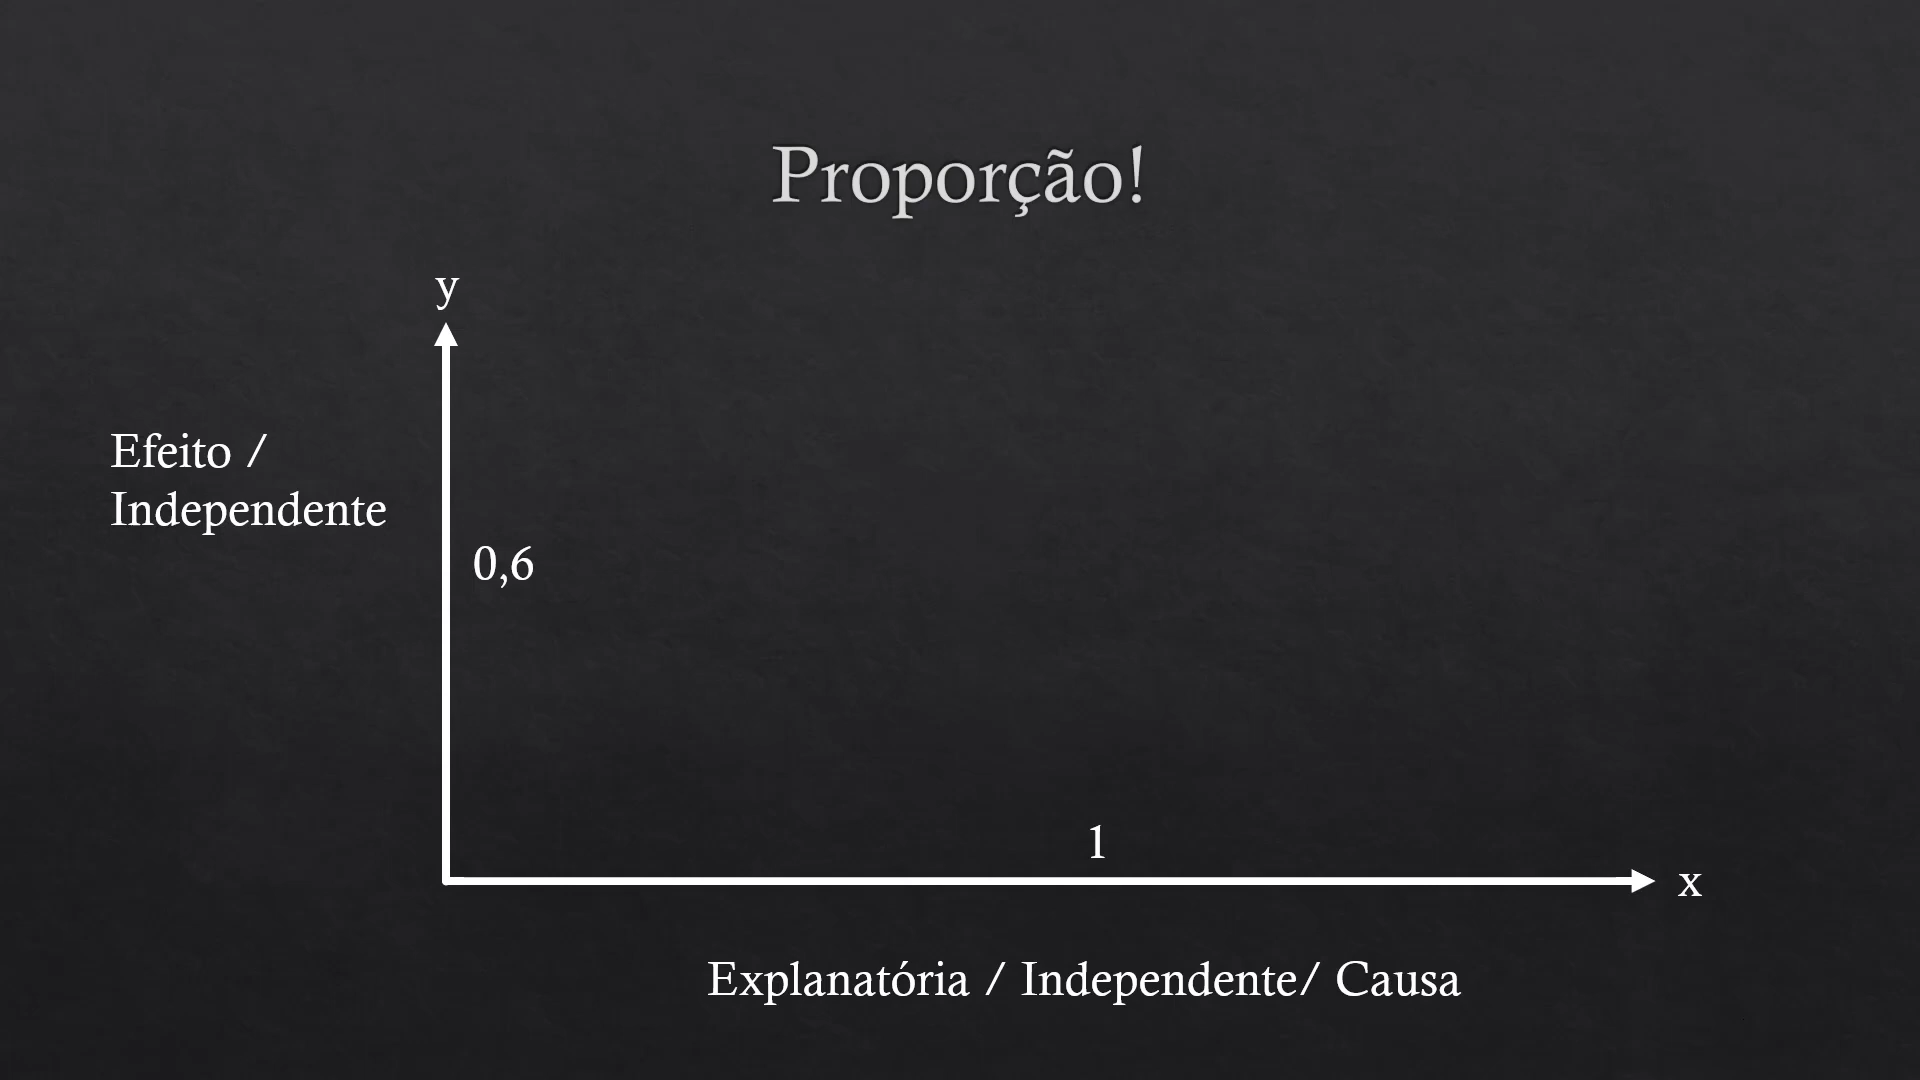 Proporção!
y
Efeito /
Independente
0,6
1
x
Explanatória / Independente/ Causa